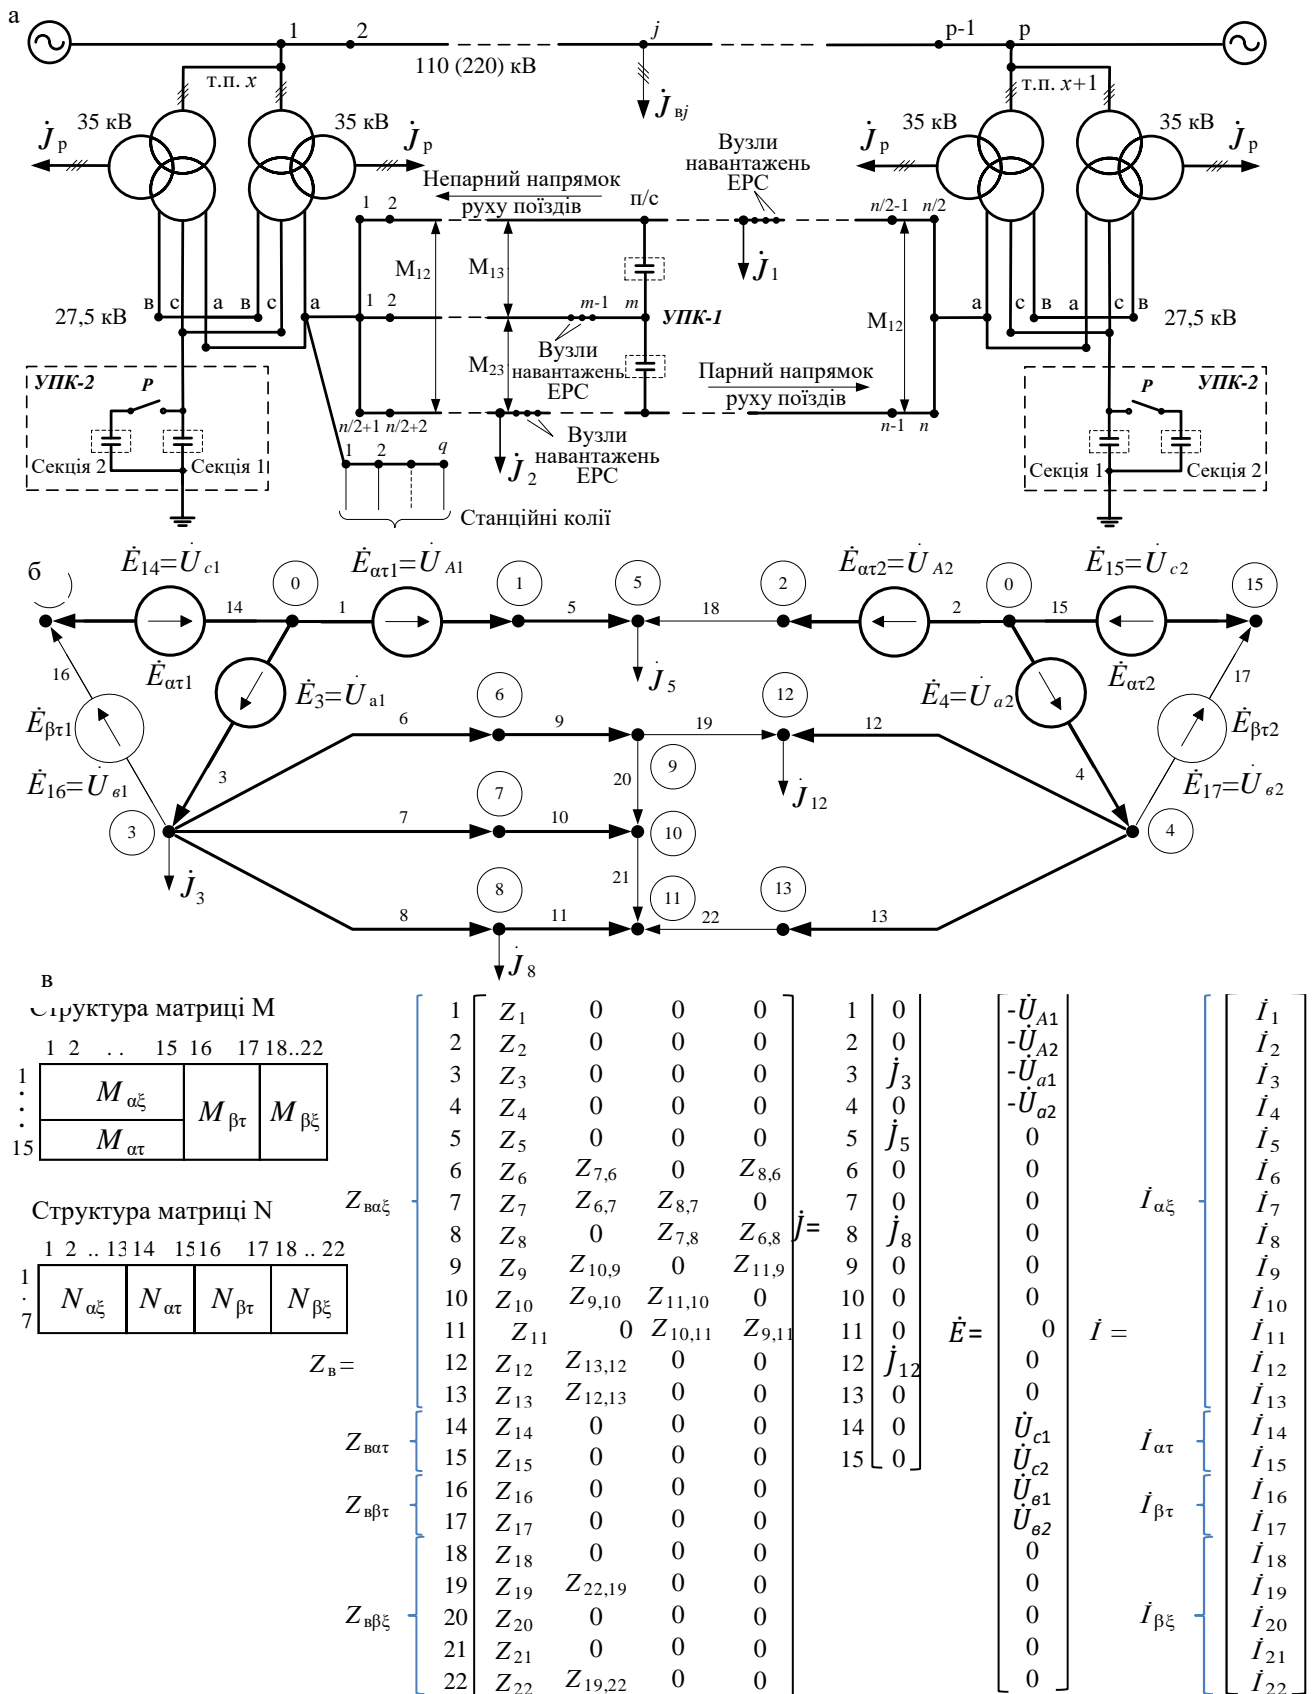 а
1 2 j p-1 p
110 (220) кВ
т.п. x т.п. x+1
J̇вj
J̇р 35 кВ 35 кВ J̇р J̇р 35 кВ 35 кВ J̇р
Вузли
навантажень
ЕРС
Непарний напрямок
руху поїздів
п/с
1 2 n/2-1 n/2
J̇1
M12 M13 M12
в с а в с а 1 2 m-1 m УПК-1 а с в а с в
27,5 кВ 27,5 кВ
M23
Вузли
навантажень
ЕРС
Парний напрямок
руху поїздів
УПК-2 Р Р УПК-2
n/2+1 n/2+2 n-1 n
Вузли
навантажень
ЕРС
1 2 q
J̇2
Секція 2 Секція 1 Секція 1 Секція 2
Станційні колії
б
Ė14=U̇c1 0 Ėατ1=U̇A1 1 5 2 Ėατ2=U̇A2 0 Ė15=U̇c2 15
14 1 5 18 2 15
Ėατ1 Ė3=U̇a1 J̇5 Ė4=U̇a2 Ėατ2
16 17
6 12
Ėβτ1 6 9 19 12 Ėβτ2
3 9 4
Ė16=U̇в1 20 J̇12 Ė17=U̇в2
7
3 7 10 10 4
J̇3 21
8 11 13
8 11 22 13
J̇8
в
Структура матриці M
1 2 .. 15 16 17 18..22
1
Mαξ
Mατ Mβτ Mβξ
15
Структура матриці N
1 2 .. 13 14 15 16 17 18 .. 22
1
.
7
Nαξ Nατ Nβτ Nβξ
Zв=
Zвαξ
Zвατ
Zвβτ
Zвβξ
1 Z1 0 0 0
2 Z2 0 0 0
3 Z3 0 0 0
4 Z4 0 0 0
5 Z5 0 0 0
6 Z6 Z7,6 0 Z8,6
7 Z7 Z6,7 Z8,7 0
8 Z8 0 Z7,8 Z6,8
9 Z9 Z10,9 0 Z11,9
10 Z10 Z9,10 Z11,10 0
11 Z11 0 Z10,11 Z9,11
12 Z12 Z13,12 0 0
13 Z13 Z12,13 0 0
14 Z14 0 0 0
15 Z15 0 0 0
16 Z16 0 0 0
17 Z17 0 0 0
18 Z18 0 0 0
19 Z19 Z22,19 0 0
20 Z20 0 0 0
21 Z21 0 0 0
22 Z22 Z19,22 0 0
J̇=
1 0
2 0
3 J̇3
4 0
5 J̇5
6 0
7 0
8 J̇8
9 0
10 0
11 0
12 J̇12
13 0
14 0
15 0
Ė=
-U̇A1
-U̇A2
-U̇a1
-U̇a2
0
0
0
0
0
0
0
0
0
U̇c1
U̇c2
U̇в1
U̇в2
0
0
0
0
0
İ =
İαξ
İατ
İβτ
İβξ
İ1
İ2
İ3
İ4
İ5
İ6
İ7
İ8
İ9
İ10
İ11
İ12
İ13
İ14
İ15
İ16
İ17
İ18
İ19
İ20
İ21
İ22